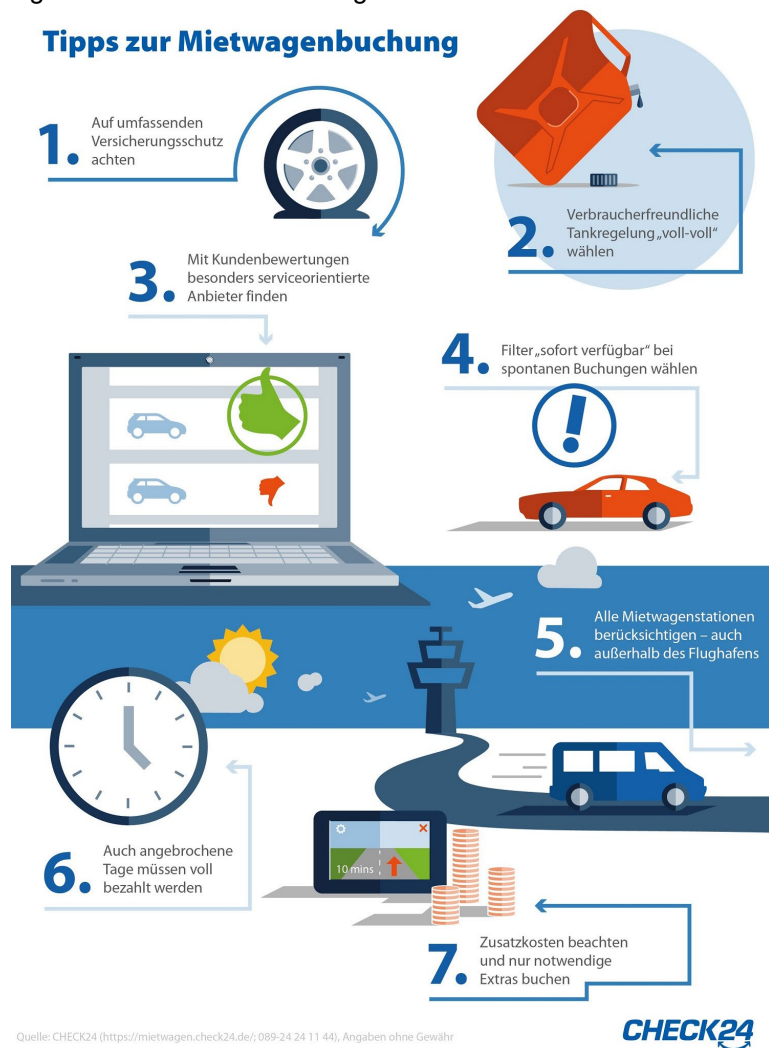 Tipps zur Mietwagenbuchung
1.
Auf umfassenden
Versicherungsschutz
achten
2.
Verbraucherfreundliche
Tankregelung „voll-voll“
wählen
3.
Mit Kundenbewertungen
besonders serviceorientierte
Anbieter finden
4.
Filter „sofort verfügbar“ bei
spontanen Buchungen wählen
5.
Alle Mietwagenstationen
berücksichtigen – auch
außerhalb des Flughafens
6.
Auch angebrochene
Tage müssen voll
bezahlt werden
10 mins
7.
Zusatzkosten beachten
und nur notwendige
Extras buchen
Quelle: CHECK24 (https://mietwagen.check24.de/; 089-24 24 11 44), Angaben ohne Gewähr
CHECK24